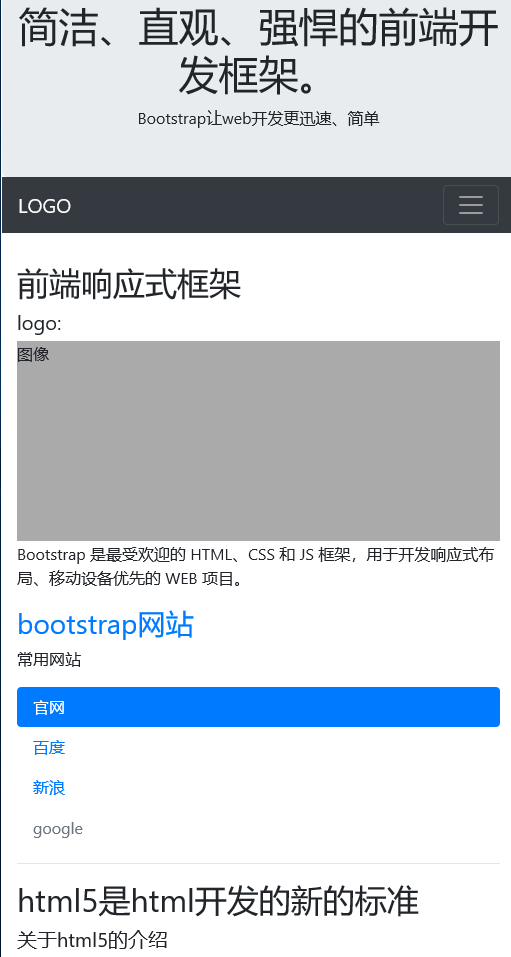 简洁、直观、强悍的前端开
发框架。
Bootstrap让web开发更迅速、简单
LOGO
前端响应式框架
logo:
图像
Bootstrap 是最受欢迎的 HTML、CSS 和 JS 框架，用于开发响应式布
局、移动设备优先的 WEB 项目。
bootstrap网站
常用网站
官网
百度
新浪
google
html5是html开发的新的标准
关于html5的介绍